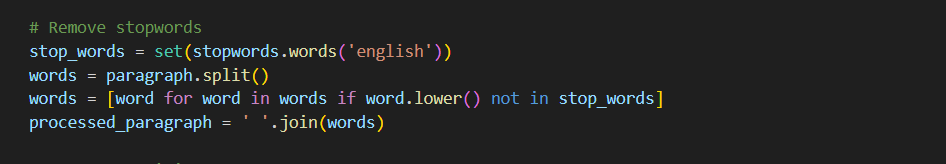 # Remove stopwords
stop_words = set(stopwords.words('english'))
words = paragraph.split()
words = [word for word in words if word.lower() not in stop_words]
processed_paragraph = ' '.join(words)